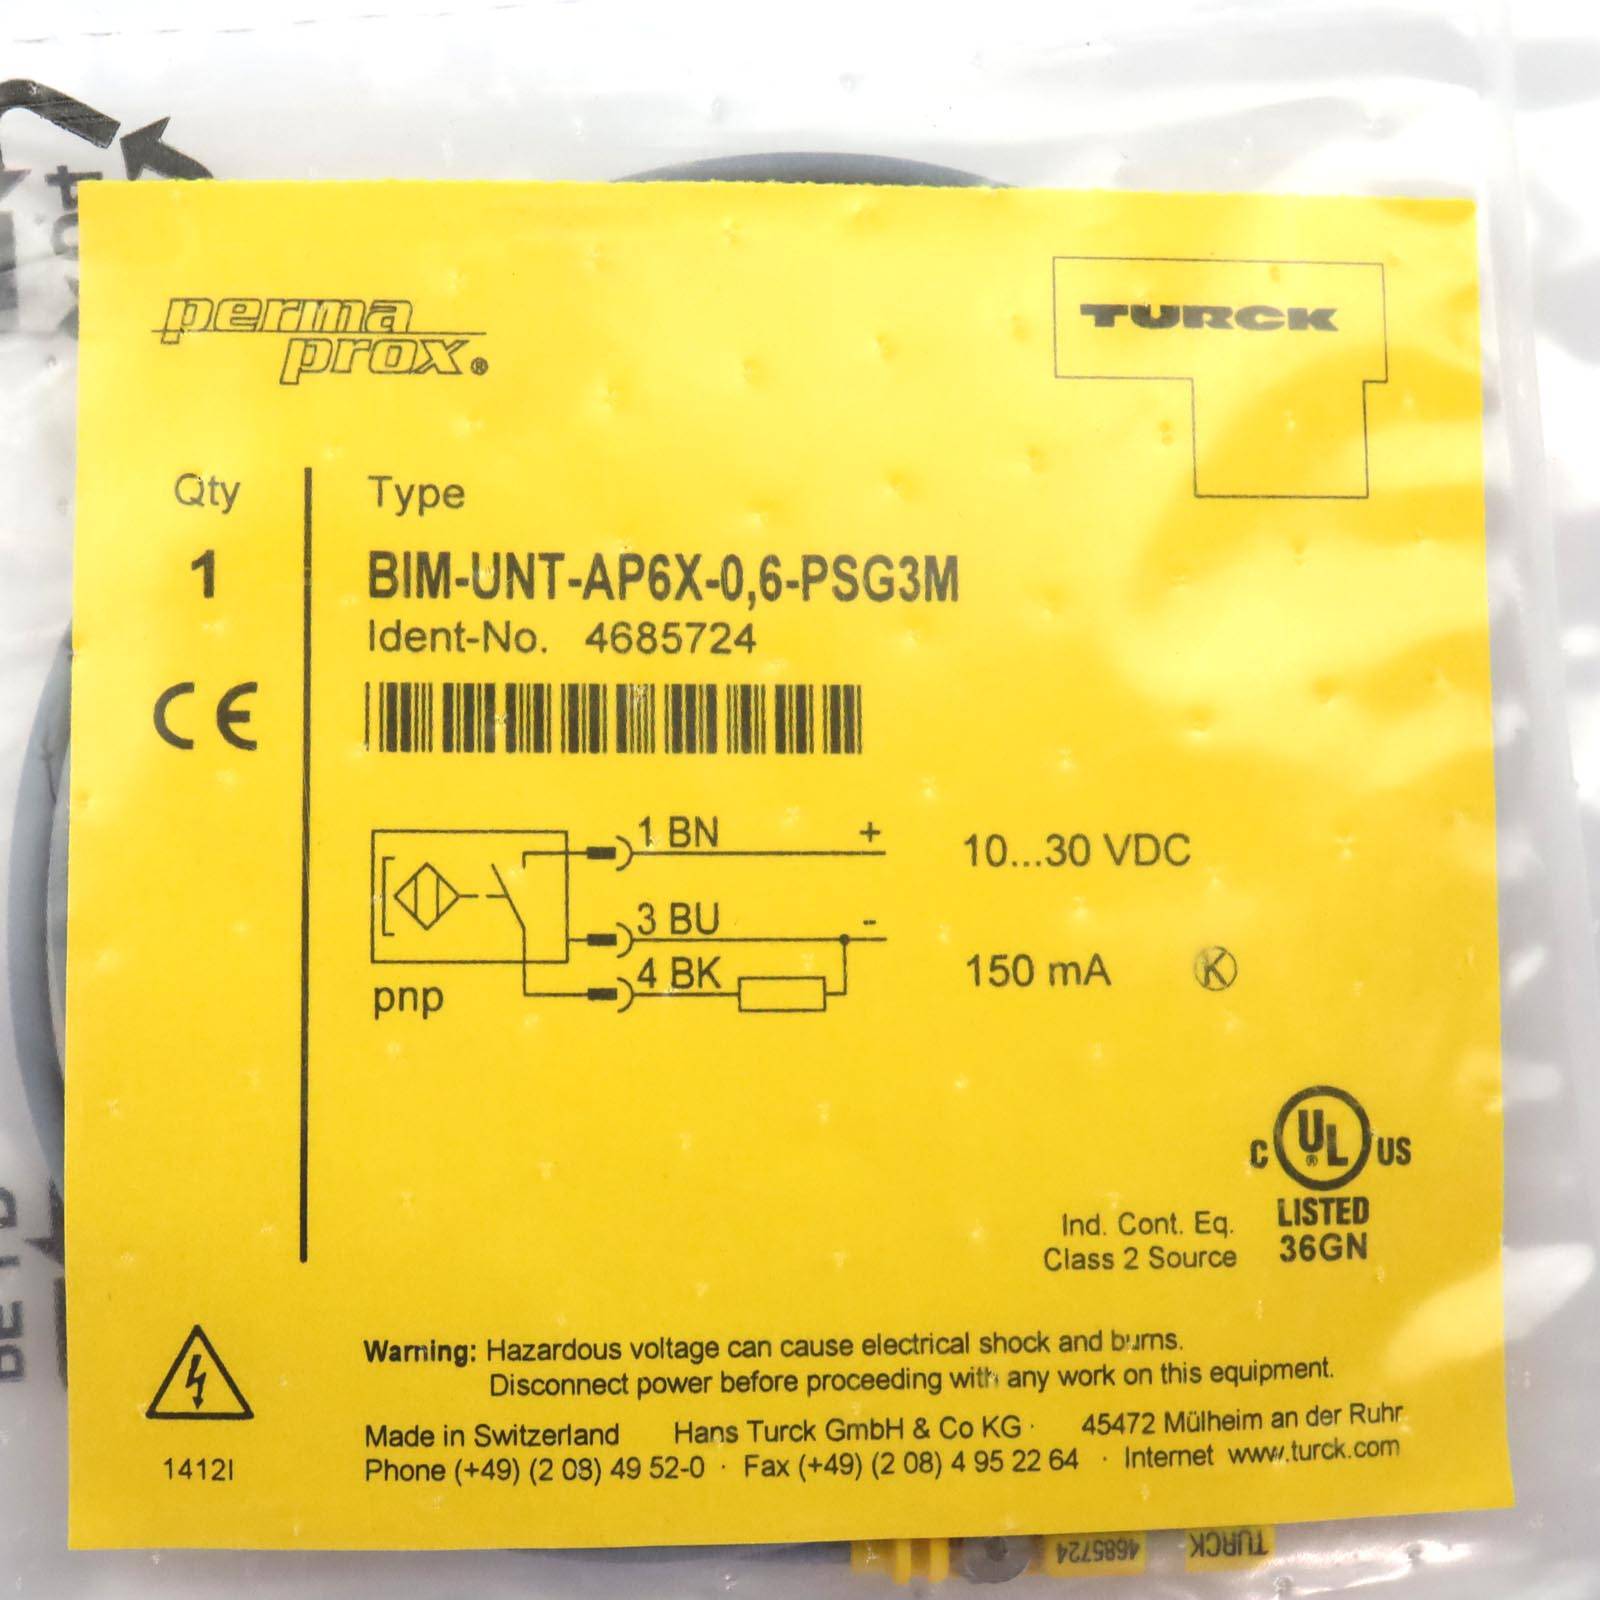 perma
prox®
TURCK
Qty
Type
1
BIM-UNT-AP6X-0,6-PSG3M
Ident-No. 4685724
CE
1 BN +
10...30 VDC
3 BU -
4 BK
150 mA K
pnp
C UL® US
LISTED
36GN
Ind. Cont. Eq.
Class 2 Source
Warning: Hazardous voltage can cause electrical shock and burns.
Disconnect power before proceeding with any work on this equipment.
Made in Switzerland Hans Turck GmbH & Co KG · 45472 Mülheim an der Ruhr
1412I
Phone (+49) (2 08) 49 52-0 · Fax (+49) (2 08) 4 95 22 64 · Internet www.turck.com
4685724
TURCK